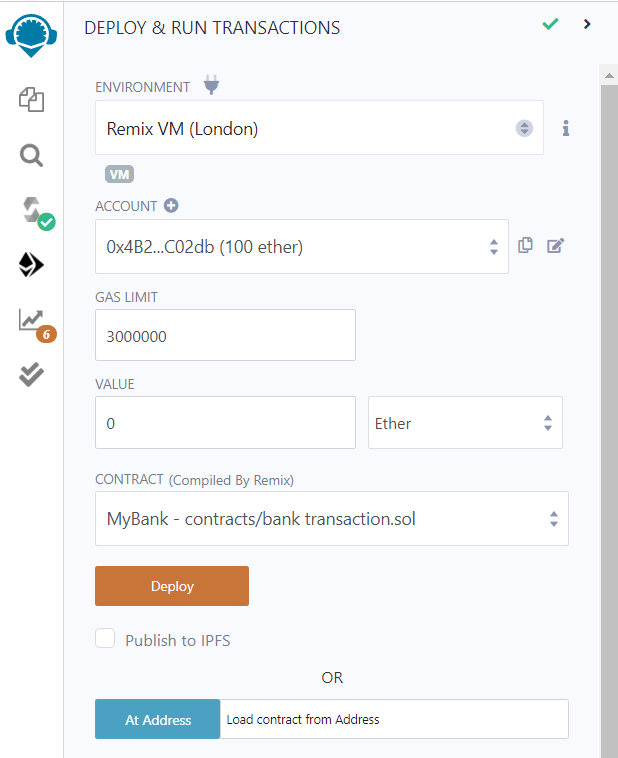 DEPLOY & RUN TRANSACTIONS
ENVIRONMENT
Remix VM (London)
VM
ACCOUNT
0x4B2...C02db (100 ether)
GAS LIMIT
3000000
6
VALUE
0
Ether
CONTRACT (Compiled By Remix)
MyBank - contracts/bank transaction.sol
Deploy
Publish to IPFS
OR
At Address
Load contract from Address